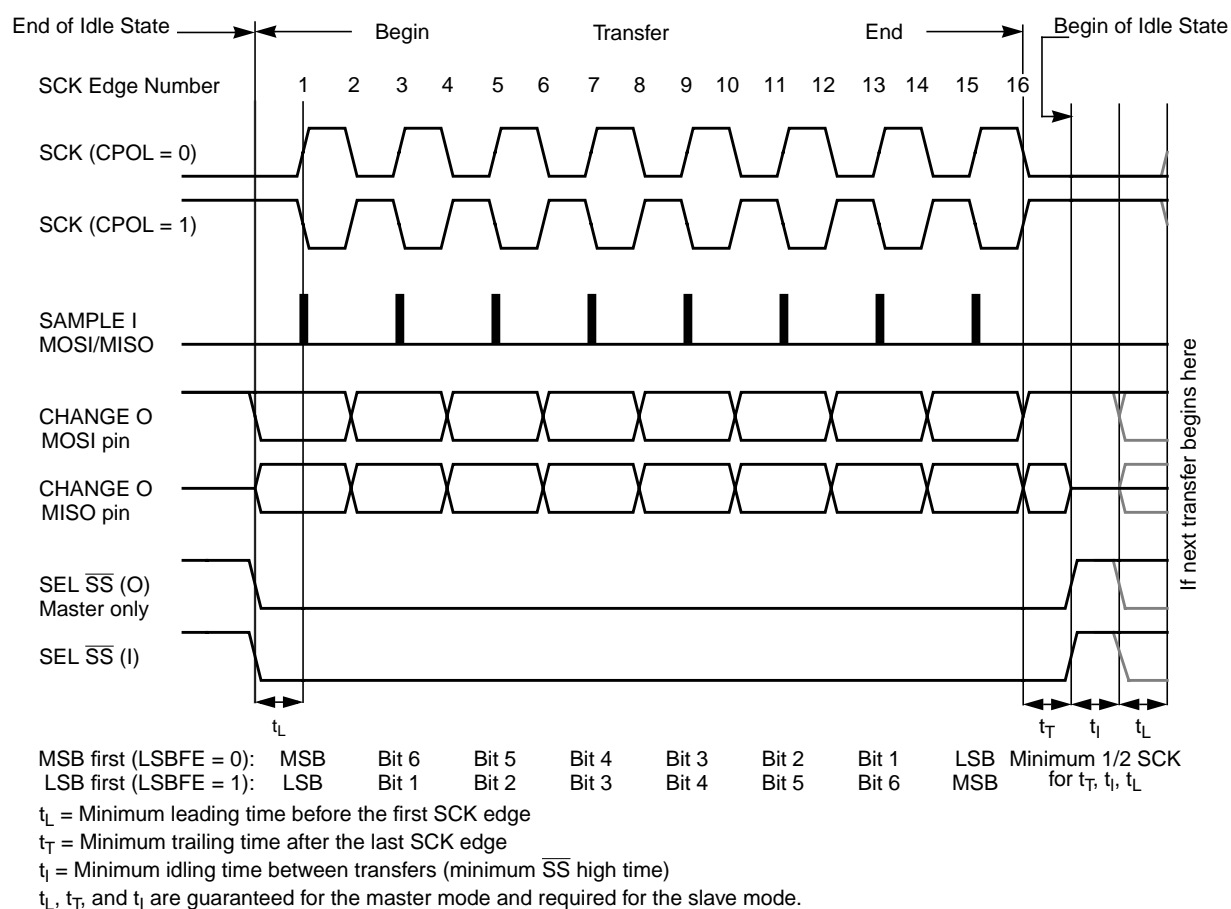 End of Idle State
Begin
Transfer
End
Begin of Idle State
SCK Edge Number
1 2 3 4 5 6 7 8 9 10 11 12 13 14 15 16
SCK (CPOL = 0)
SCK (CPOL = 1)
SAMPLE I
MOSI/MISO
CHANGE O
MOSI pin
CHANGE O
MISO pin
SEL S̅S̅ (O)
Master only
SEL S̅S̅ (I)
If next transfer begins here
tL
tT tI tL
MSB first (LSBFE = 0): MSB Bit 6 Bit 5 Bit 4 Bit 3 Bit 2 Bit 1 LSB Minimum 1/2 SCK
LSB first (LSBFE = 1): LSB Bit 1 Bit 2 Bit 3 Bit 4 Bit 5 Bit 6 MSB for tT, tI, tL
tL = Minimum leading time before the first SCK edge
tT = Minimum trailing time after the last SCK edge
tI = Minimum idling time between transfers (minimum S̅S̅ high time)
tL, tT, and tI are guaranteed for the master mode and required for the slave mode.